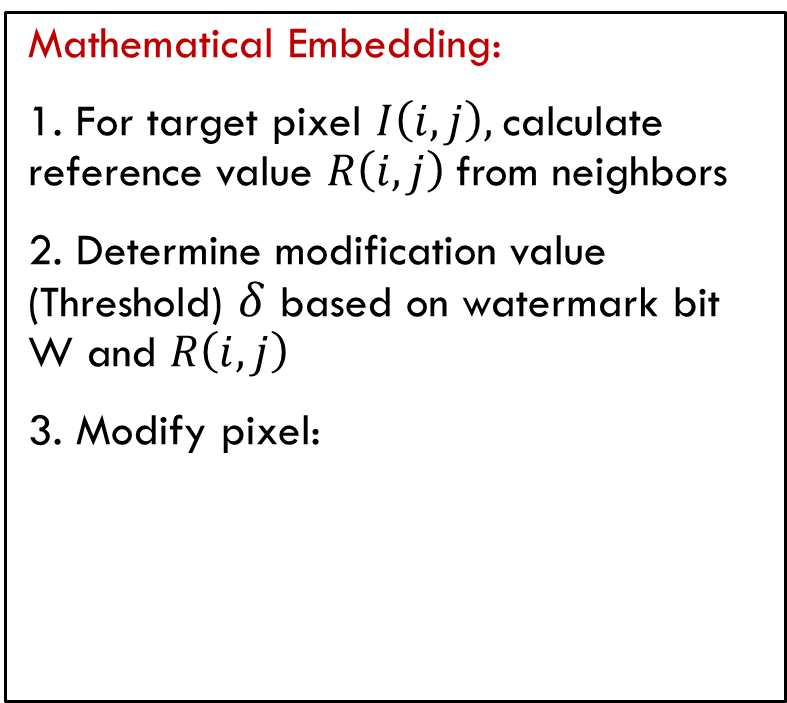 Mathematical Embedding:
1. For target pixel 𝐼(𝑖, 𝑗), calculate
reference value 𝑅(𝑖, 𝑗) from neighbors
2. Determine modification value
(Threshold) 𝛿 based on watermark bit
W and 𝑅(𝑖, 𝑗)
3. Modify pixel: